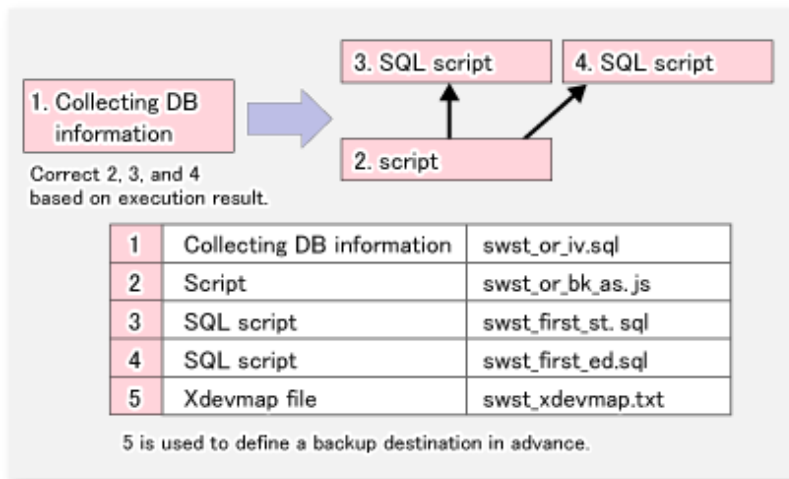 3. SQL script
4. SQL script
1. Collecting DB
information
2. script
Correct 2, 3, and 4
based on execution result.
1 Collecting DB information swst_or_iv.sql
2 Script swst_or_bk_as.js
3 SQL script swst_first_st. sql
4 SQL script swst_first_ed.sql
5 Xdevmap file swst_xdevmap.txt
5 is used to define a backup destination in advance.